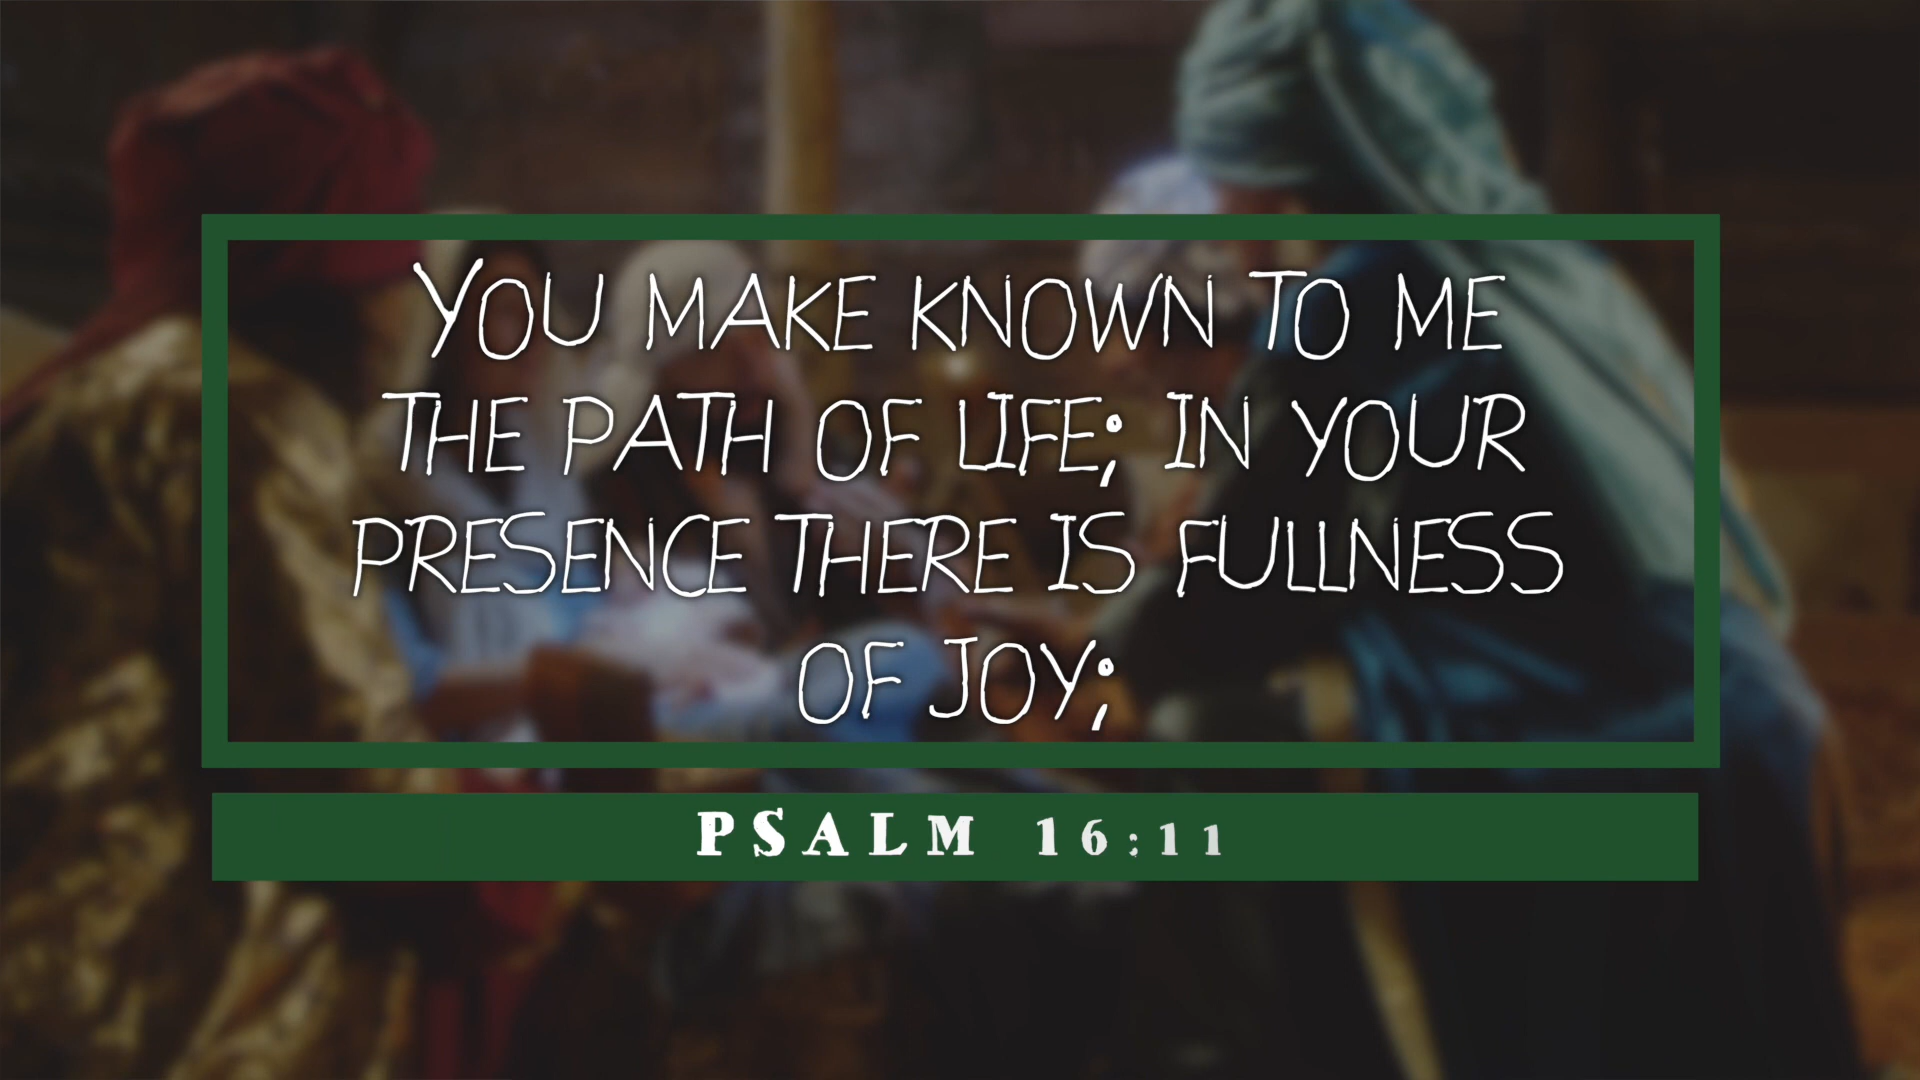 YOU MAKE KNOWN TO ME
THE PATH OF LIFE; IN YOUR
PRESENCE THERE IS FULLNESS
OF JOY;
PSALM 16:11